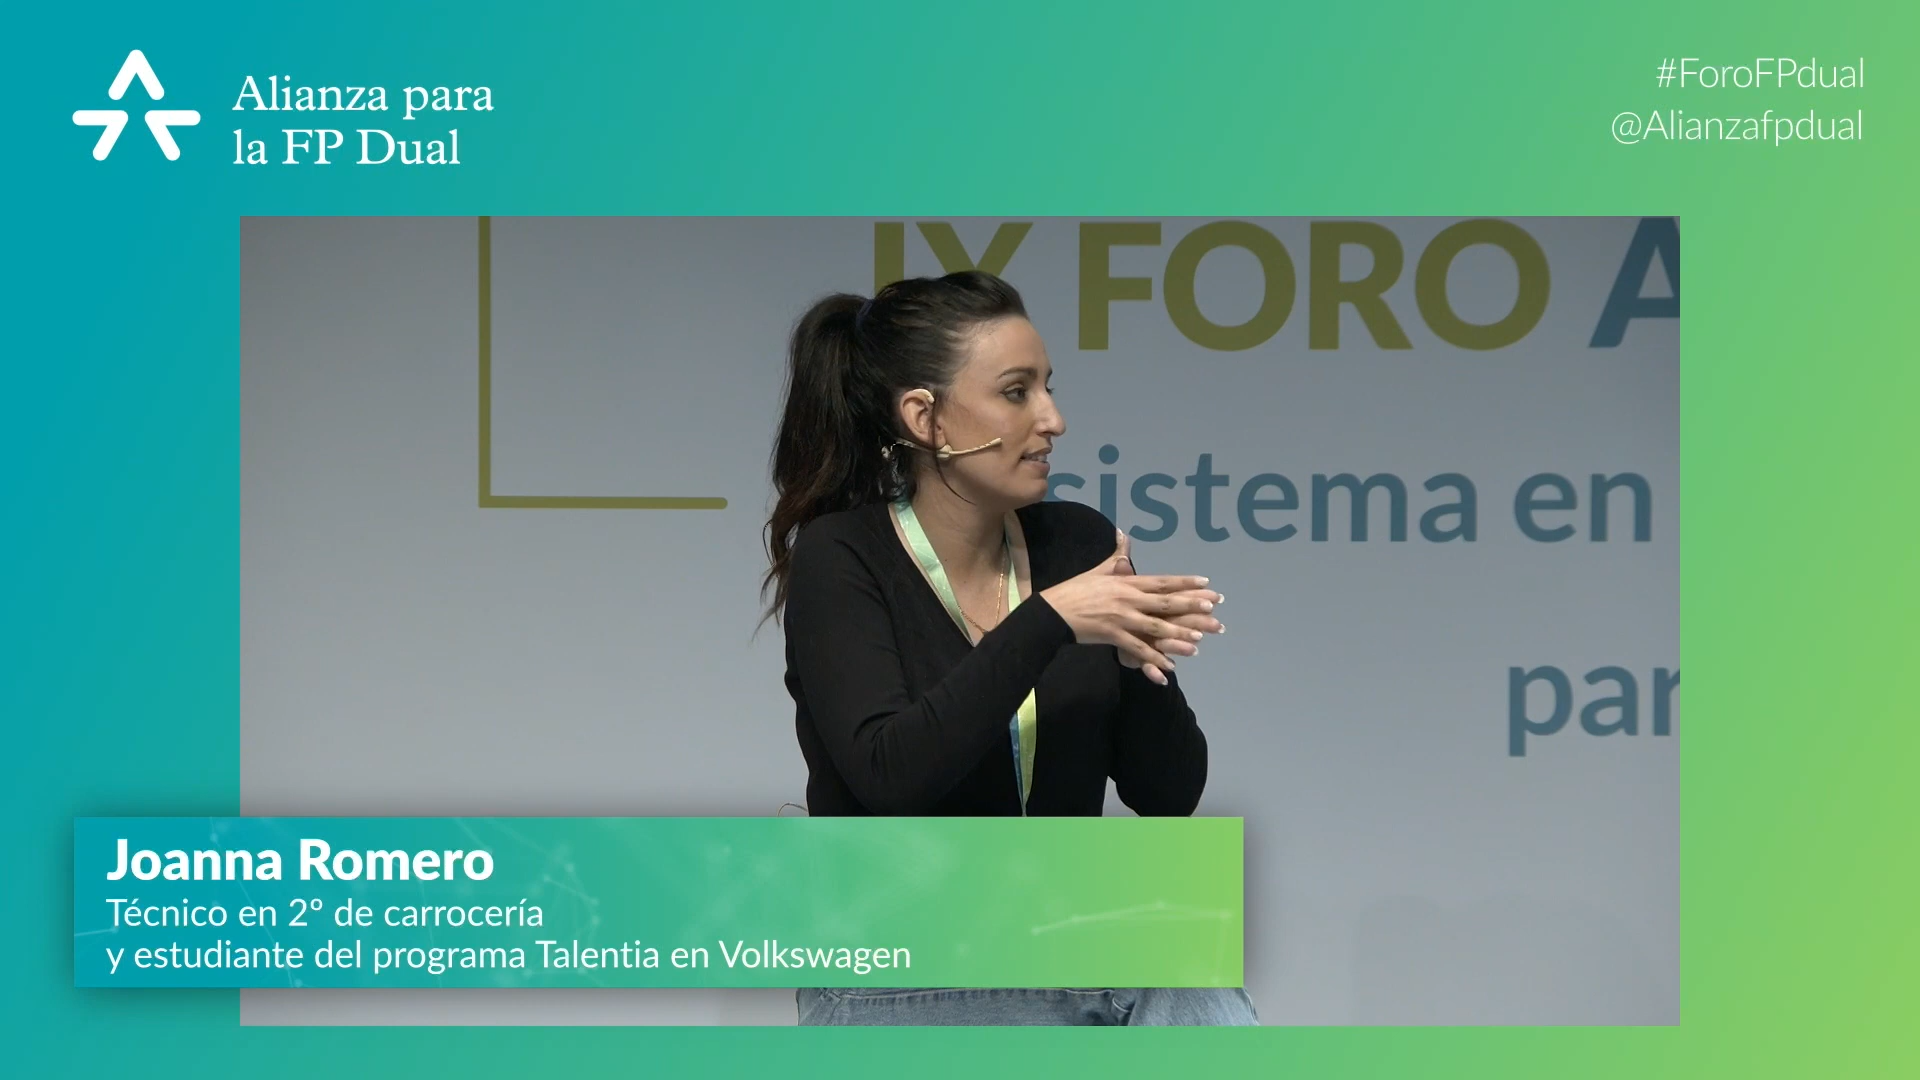 Alianza para
la FP Dual
#ForoFPdual
@Alianzafpdual
IX FORO A
sistema en
par
Joanna Romero
Técnico en 2º de carrocería
y estudiante del programa Talentia en Volkswagen